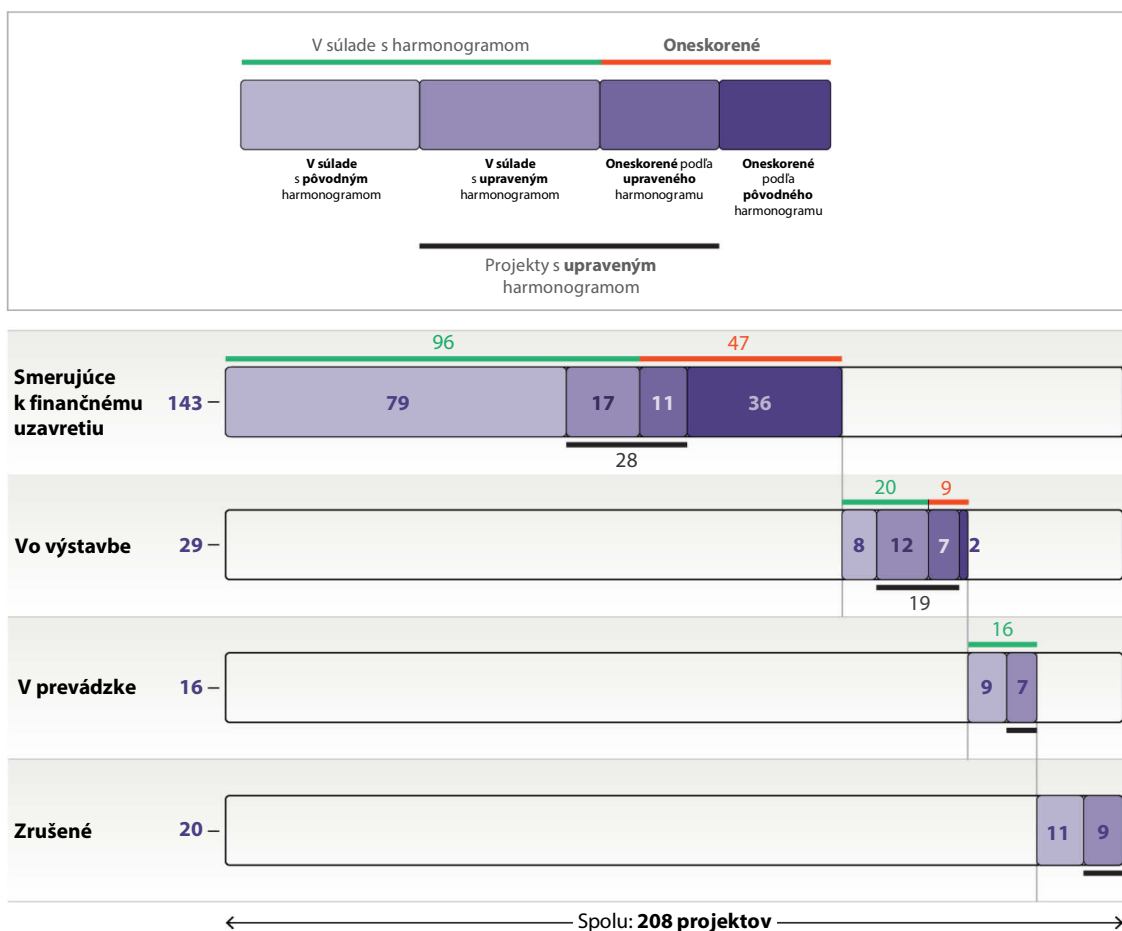 V súlade s harmonogramom
Oneskorené
V súlade
s pôvodným
harmonogramom
V súlade
s upraveným
harmonogramom
Oneskorené podľa
upraveného
harmonogramu
Oneskorené
podľa
pôvodného
harmonogramu
Projekty s upraveným
harmonogramom
96
47
Smerujúce
k finančnému
uzavretiu
143
79
17
11
36
28
20
9
Vo výstavbe
29
8
12
7
2
19
16
V prevádzke
16
9
7
Zrušené
20
11
9
Spolu: 208 projektov